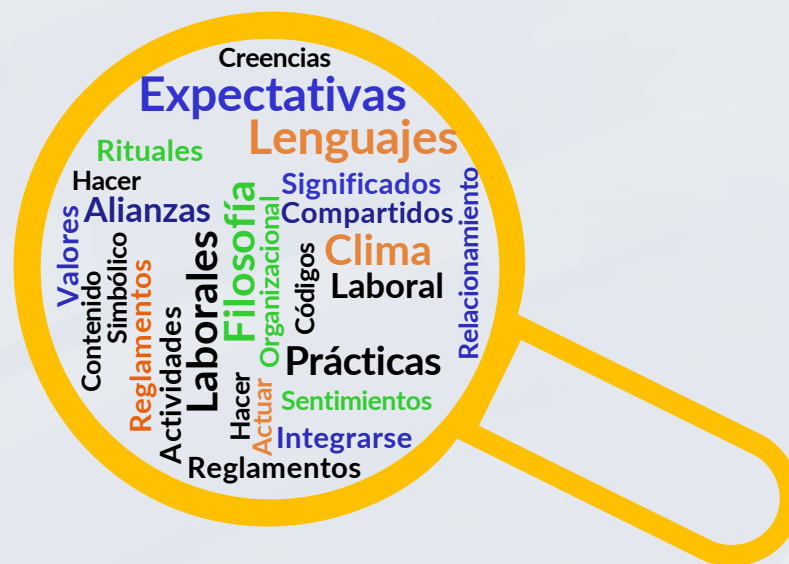 Creencias
Expectativas
Lenguajes
Rituales
Hacer
Significados
Alianzas
Compartidos
Valores
Contenido
Simbólico
Reglamentos
Actividades
Laborales
Filosofía
Organizacional
Códigos
Clima
Laboral
Relacionamiento
Prácticas
Hacer
Actuar
Sentimientos
Integrarse
Reglamentos